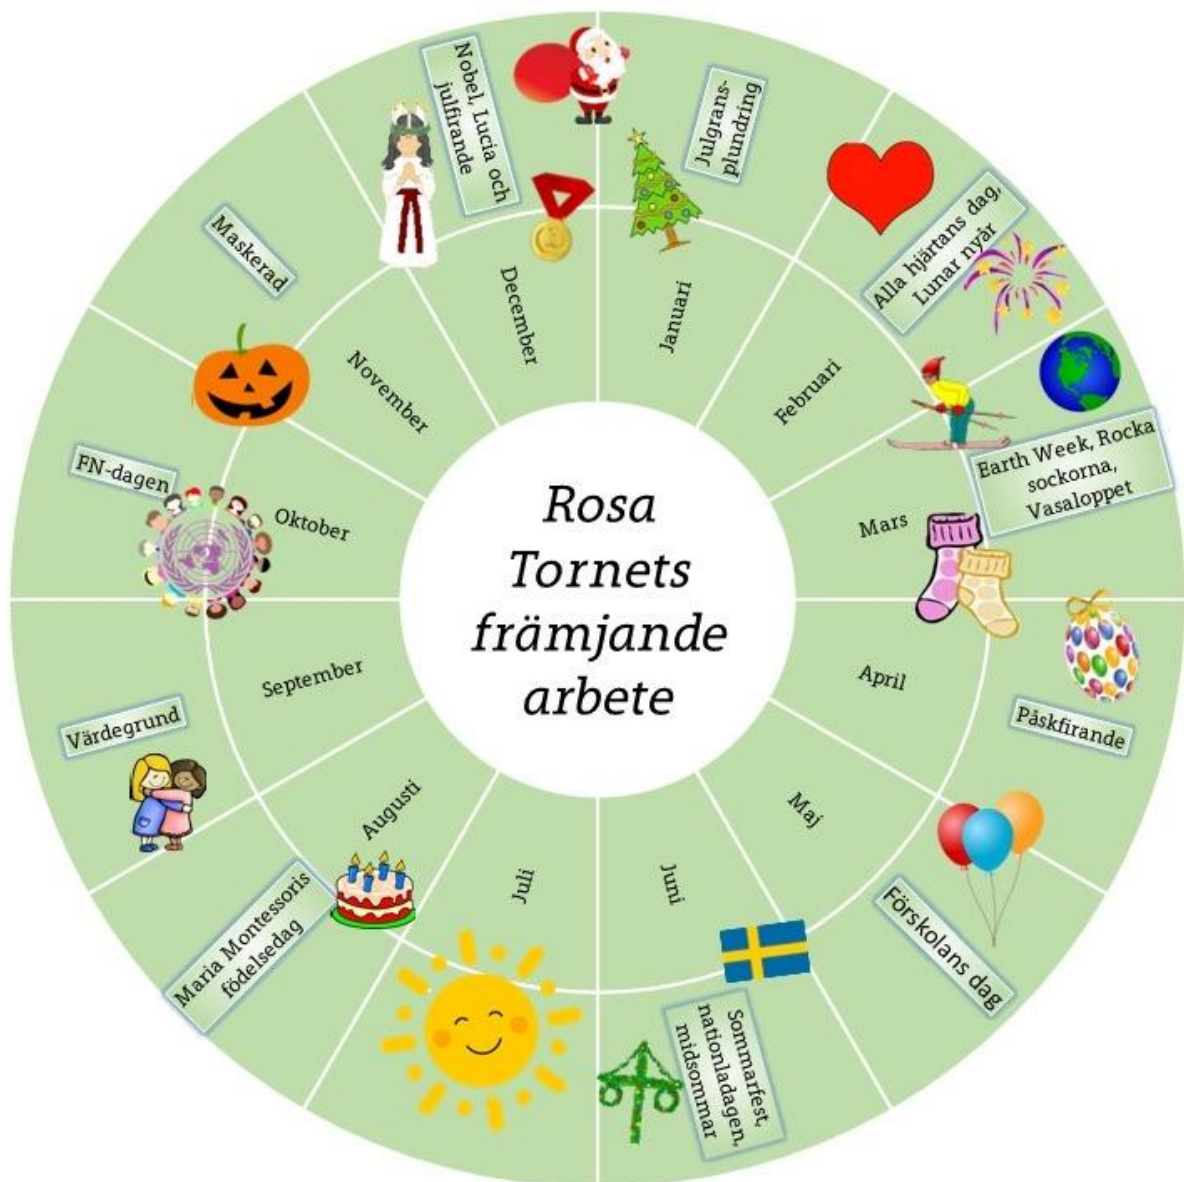 Rosa
Tornets
främjande
arbete
Januari
Julgrans-
plundring
Februari
Alla hjärtans dag,
Lunar nyår
Mars
Earth Week, Rocka
sockorna,
Vasaloppet
April
Påskfirande
Maj
Förskolans dag
Juni
Sommarfest,
nationladagen,
midsommar
Juli
Augusti
Maria Montessoris
födelsedag
September
Värdegrund
Oktober
FN-dagen
November
Maskerad
December
Nobel, Lucia och
julfirande